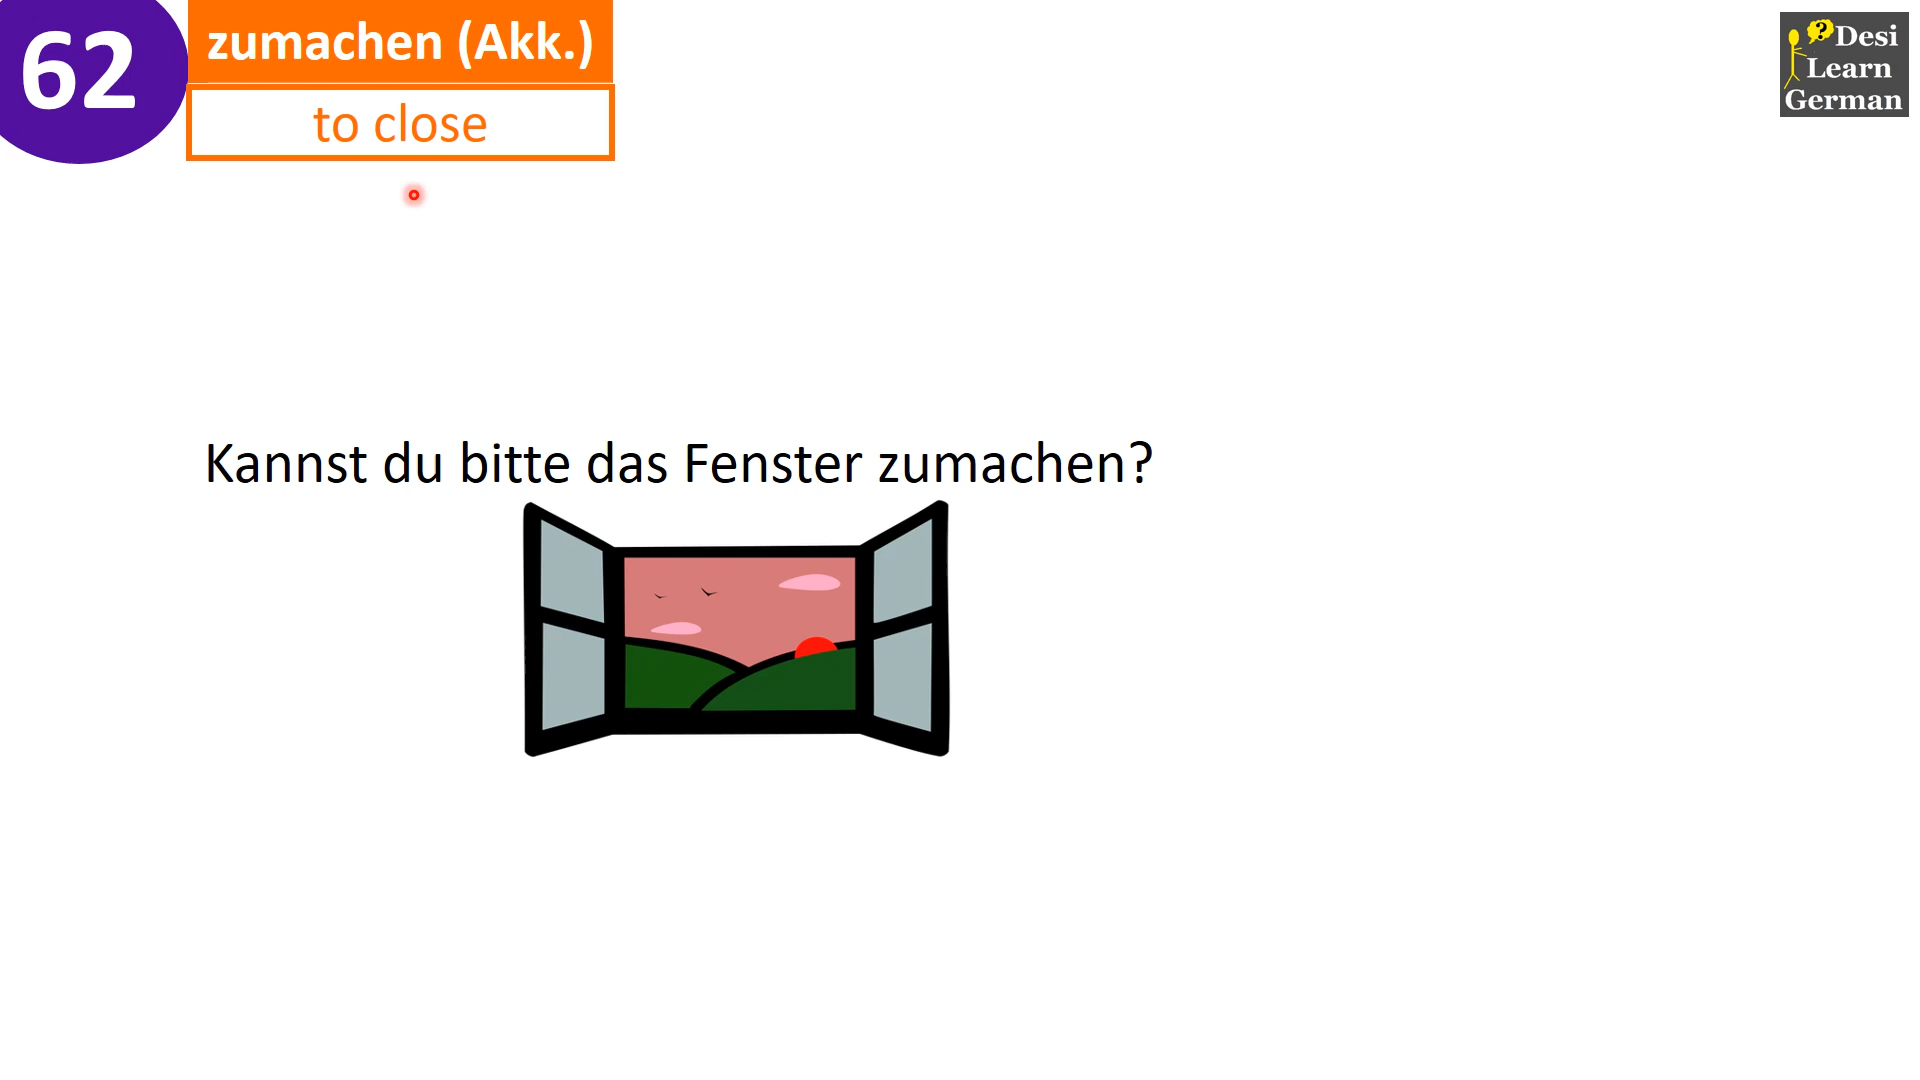 62
zumachen (Akk.)
to close
? Desi
Learn
German
Kannst du bitte das Fenster zumachen?